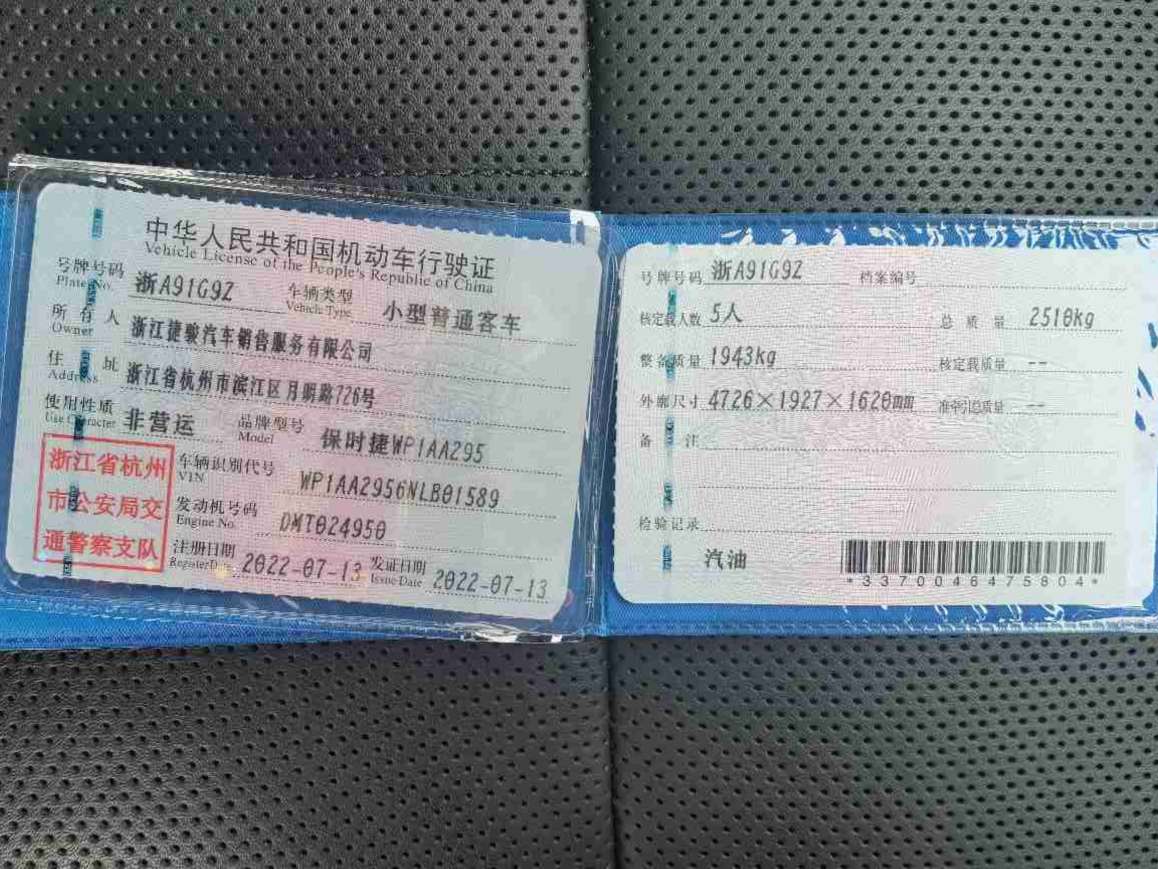 中华人民共和国机动车行驶证
Vehicle License of the People's Republic of China
号牌号码 浙A91G9Z 车辆类型 小型普通客车
Plate No. Vehicle Type
所有人 浙江捷骏汽车销售服务有限公司
Owner
住址 浙江省杭州市滨江区月明路726号
Address
使用性质 非营运 品牌型号 保时捷WP1AA295
Use Character Model
浙江省杭州
市公安局交
通警察支队
车辆识别代号 WP1AA2956NLB01589
VIN
发动机号码 DMT024950
Engine No.
注册日期 2022-07-13 发证日期 2022-07-13
Register Date Issue Date
号牌号码 浙A91G9Z 档案编号
核定载人数 5人 总质量 2510kg
整备质量 1943kg 核定载质量 --
外廓尺寸 4726×1927×1620mm 准牵引总质量 --
备注
检验记录
汽油
*3370046475804*